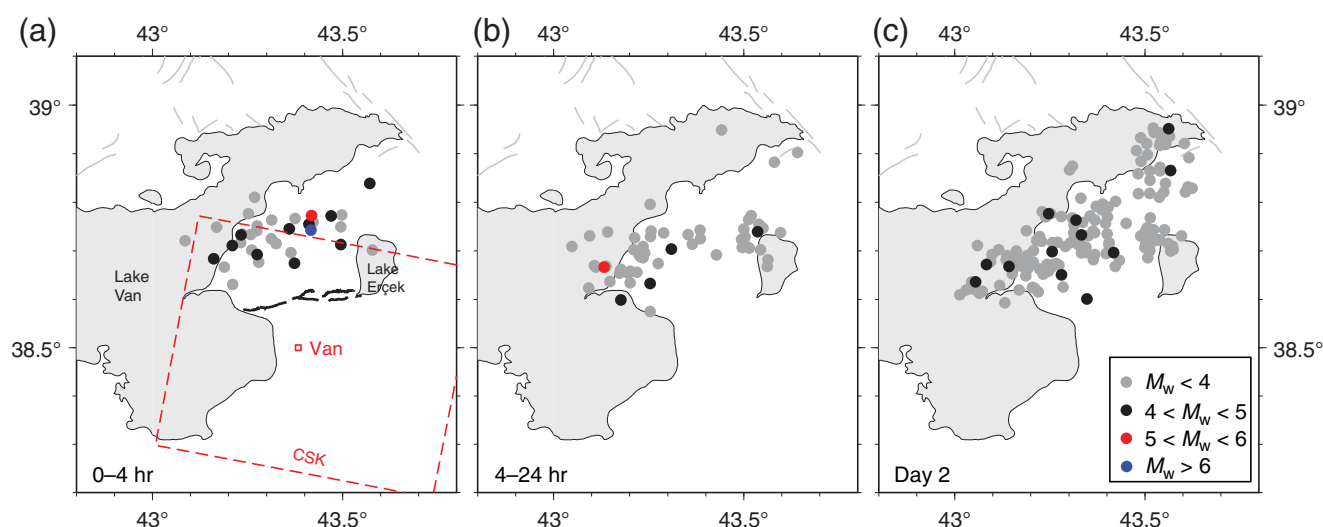 (a)
(b)
(c)
43°
43.5°
43°
43.5°
43°
43.5°
39°
39°
38.5°
38.5°
Lake
Van
Lake
Erçek
Van
CSK
0–4 hr
4–24 hr
Day 2
Mw < 4
4 < Mw < 5
5 < Mw < 6
Mw > 6
43°
43.5°
43°
43.5°
43°
43.5°